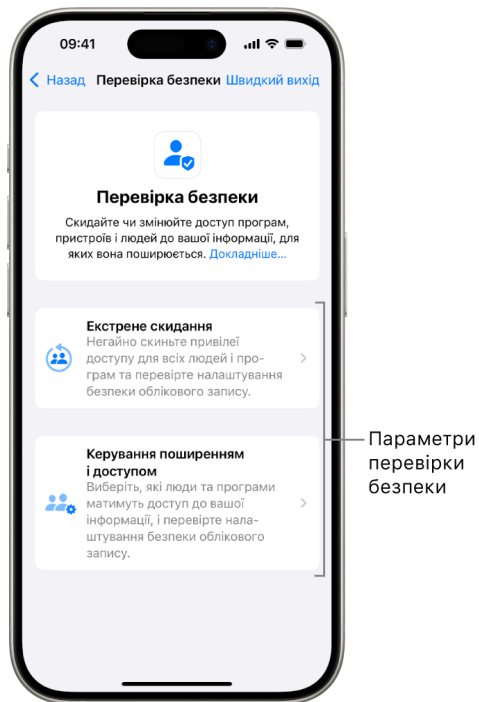 09:41
Назад Перевірка безпеки Швидкий вихід
Перевірка безпеки
Скидайте чи змінюйте доступ програм,
пристроїв і людей до вашої інформації, для
яких вона поширюється. Докладніше...
Екстрене скидання
Негайно скиньте привілеї
доступу для всіх людей і про-
грам та перевірте налаштування
безпеки облікового запису.
Керування поширенням
і доступом
Виберіть, які люди та програми
матимуть доступ до вашої
інформації, і перевірте нала-
штування безпеки облікового
запису.
Параметри
перевірки
безпеки